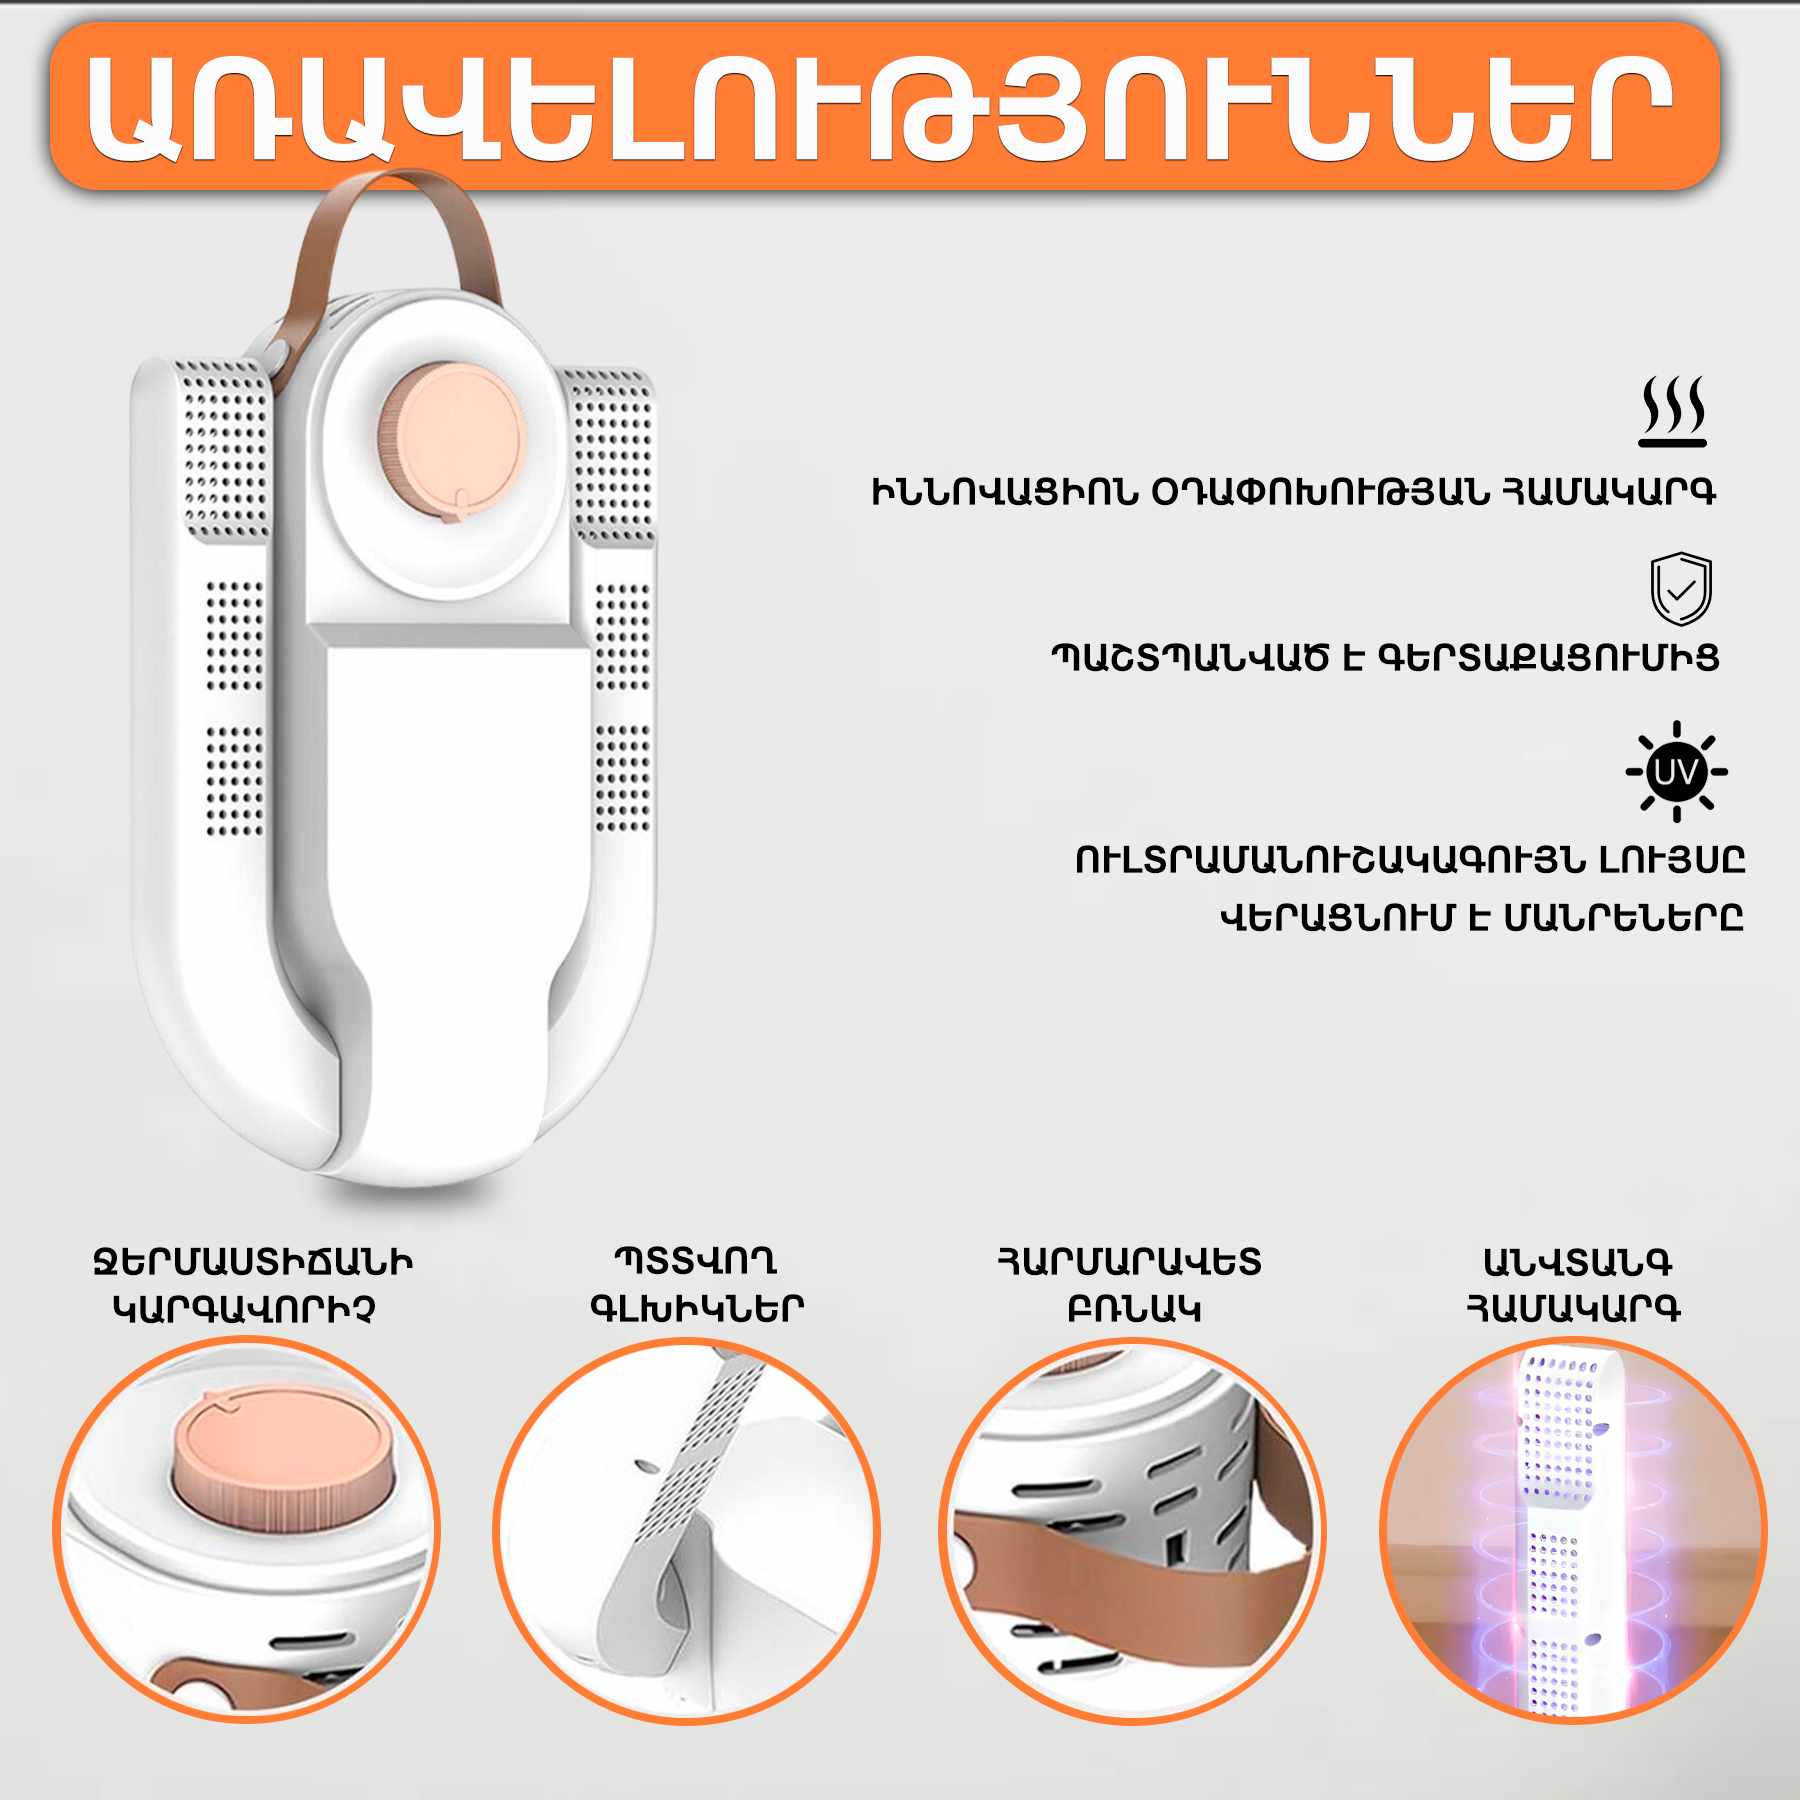 ԱՌԱՎԵԼՈՒԹՅՈՒՆՆԵՐ
ԻՆՆՈՎԱՑԻՈՆ ՕԴԱՓՈԽՈՒԹՅԱՆ ՀԱՄԱԿԱՐԳ
ՊԱՇՏՊԱՆՎԱԾ Է ԳԵՐՏԱՔԱՑՈՒՄԻՑ
UV
ՈՒԼՏՐԱՄԱՆՈՒՇԱԿԱԳՈՒՅՆ ԼՈՒՅՍԸ
ՎԵՐԱՑՆՈՒՄ Է ՄԱՆՐԵՆԵՐԸ
ՋԵՐՄԱՍՏԻՃԱՆԻ
ԿԱՐԳԱՎՈՐԻՉ
ՊՏՏՎՈՂ
ԳԼԽԻԿՆԵՐ
ՀԱՐՄԱՐԱՎԵՏ
ԲՌՆԱԿ
ԱՆՎՏԱՆԳ
ՀԱՄԱԿԱՐԳ